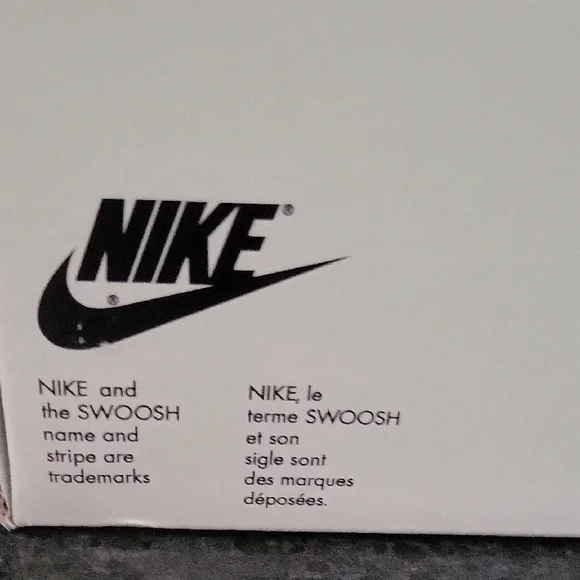 NIKE®
®
NIKE and
the SWOOSH
name and
stripe are
trademarks
NIKE, le
terme SWOOSH
et son
sigle sont
des marques
déposées.